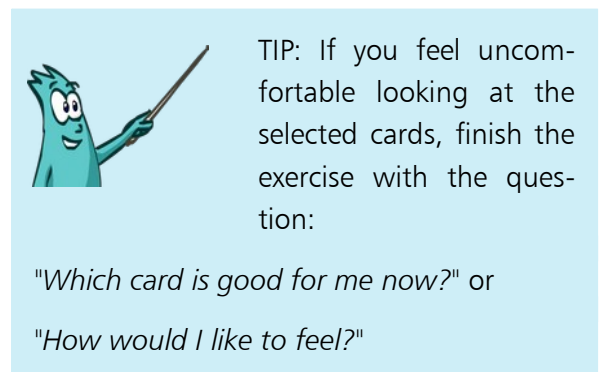 TIP: If you feel uncom-
fortable looking at the
selected cards, finish the
exercise with the ques-
tion:
"Which card is good for me now?" or
"How would I like to feel?"